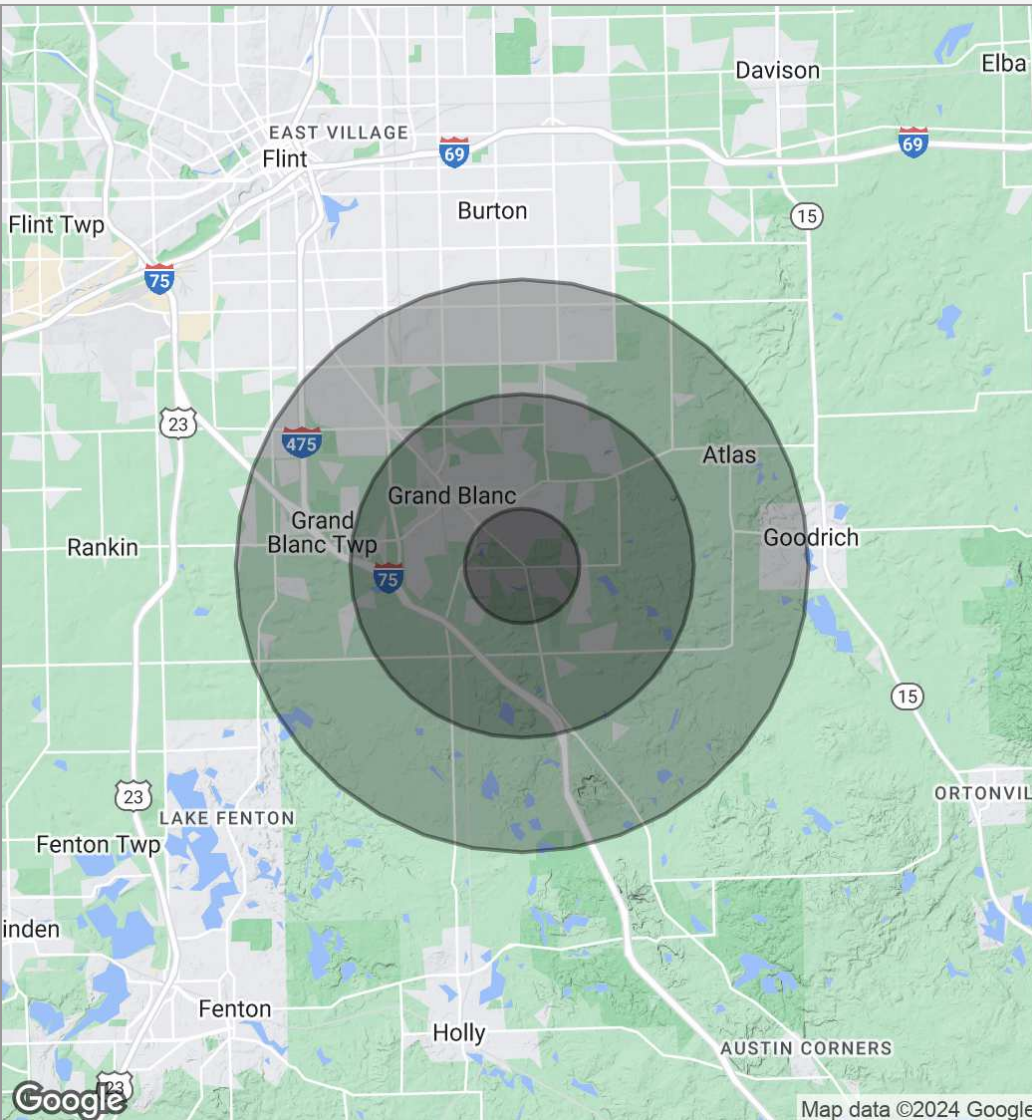 Davison
Elba
EAST VILLAGE
69
69
Flint
Burton
15
Flint Twp
75
23
475
Atlas
Grand Blanc
Grand
Blanc Twp
Goodrich
Rankin
75
15
23
ORTONVIL
LAKE FENTON
Fenton Twp
inden
Fenton
Holly
AUSTIN CORNERS
23
Google
Map data ©2024 Google